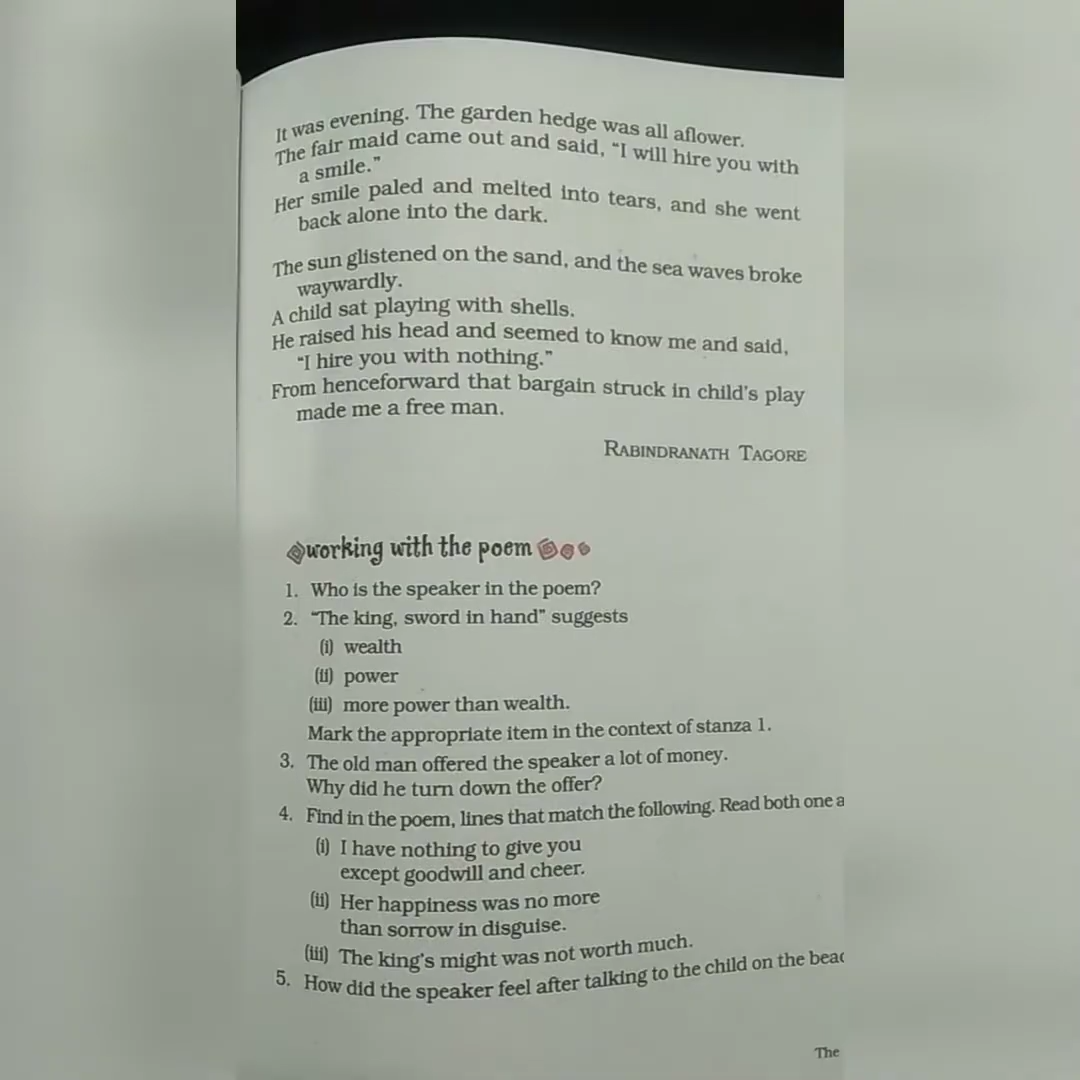 It was evening. The garden hedge was all aflower.
The fair maid came out and said, “I will hire you with
a smile.”
Her smile paled and melted into tears, and she went
back alone into the dark.
The sun glistened on the sand, and the sea waves broke
waywardly.
A child sat playing with shells.
He raised his head and seemed to know me and said,
“I hire you with nothing.”
From henceforward that bargain struck in child’s play
made me a free man.
RABINDRANATH TAGORE
working with the poem
1. Who is the speaker in the poem?
2. “The king, sword in hand” suggests
(i) wealth
(ii) power
(iii) more power than wealth.
Mark the appropriate item in the context of stanza 1.
3. The old man offered the speaker a lot of money.
Why did he turn down the offer?
4. Find in the poem, lines that match the following. Read both one
(i) I have nothing to give you
except goodwill and cheer.
(ii) Her happiness was no more
than sorrow in disguise.
(iii) The king’s might was not worth much.
5. How did the speaker feel after talking to the child on the
The